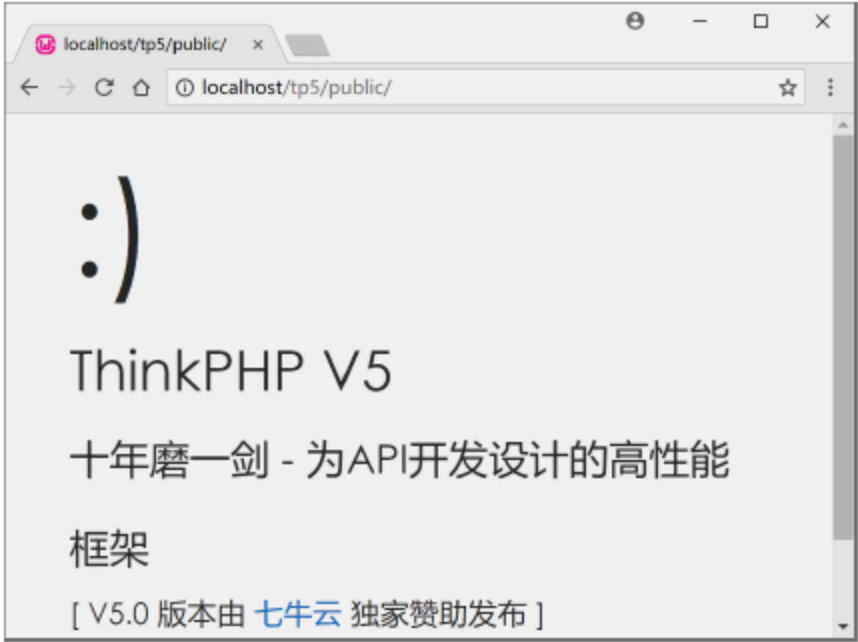 localhost/tp5/public/
localhost/tp5/public/
:)
ThinkPHP V5
十年磨一剑 - 为API开发设计的高性能
框架
[ V5.0 版本由 七牛云 独家赞助发布 ]